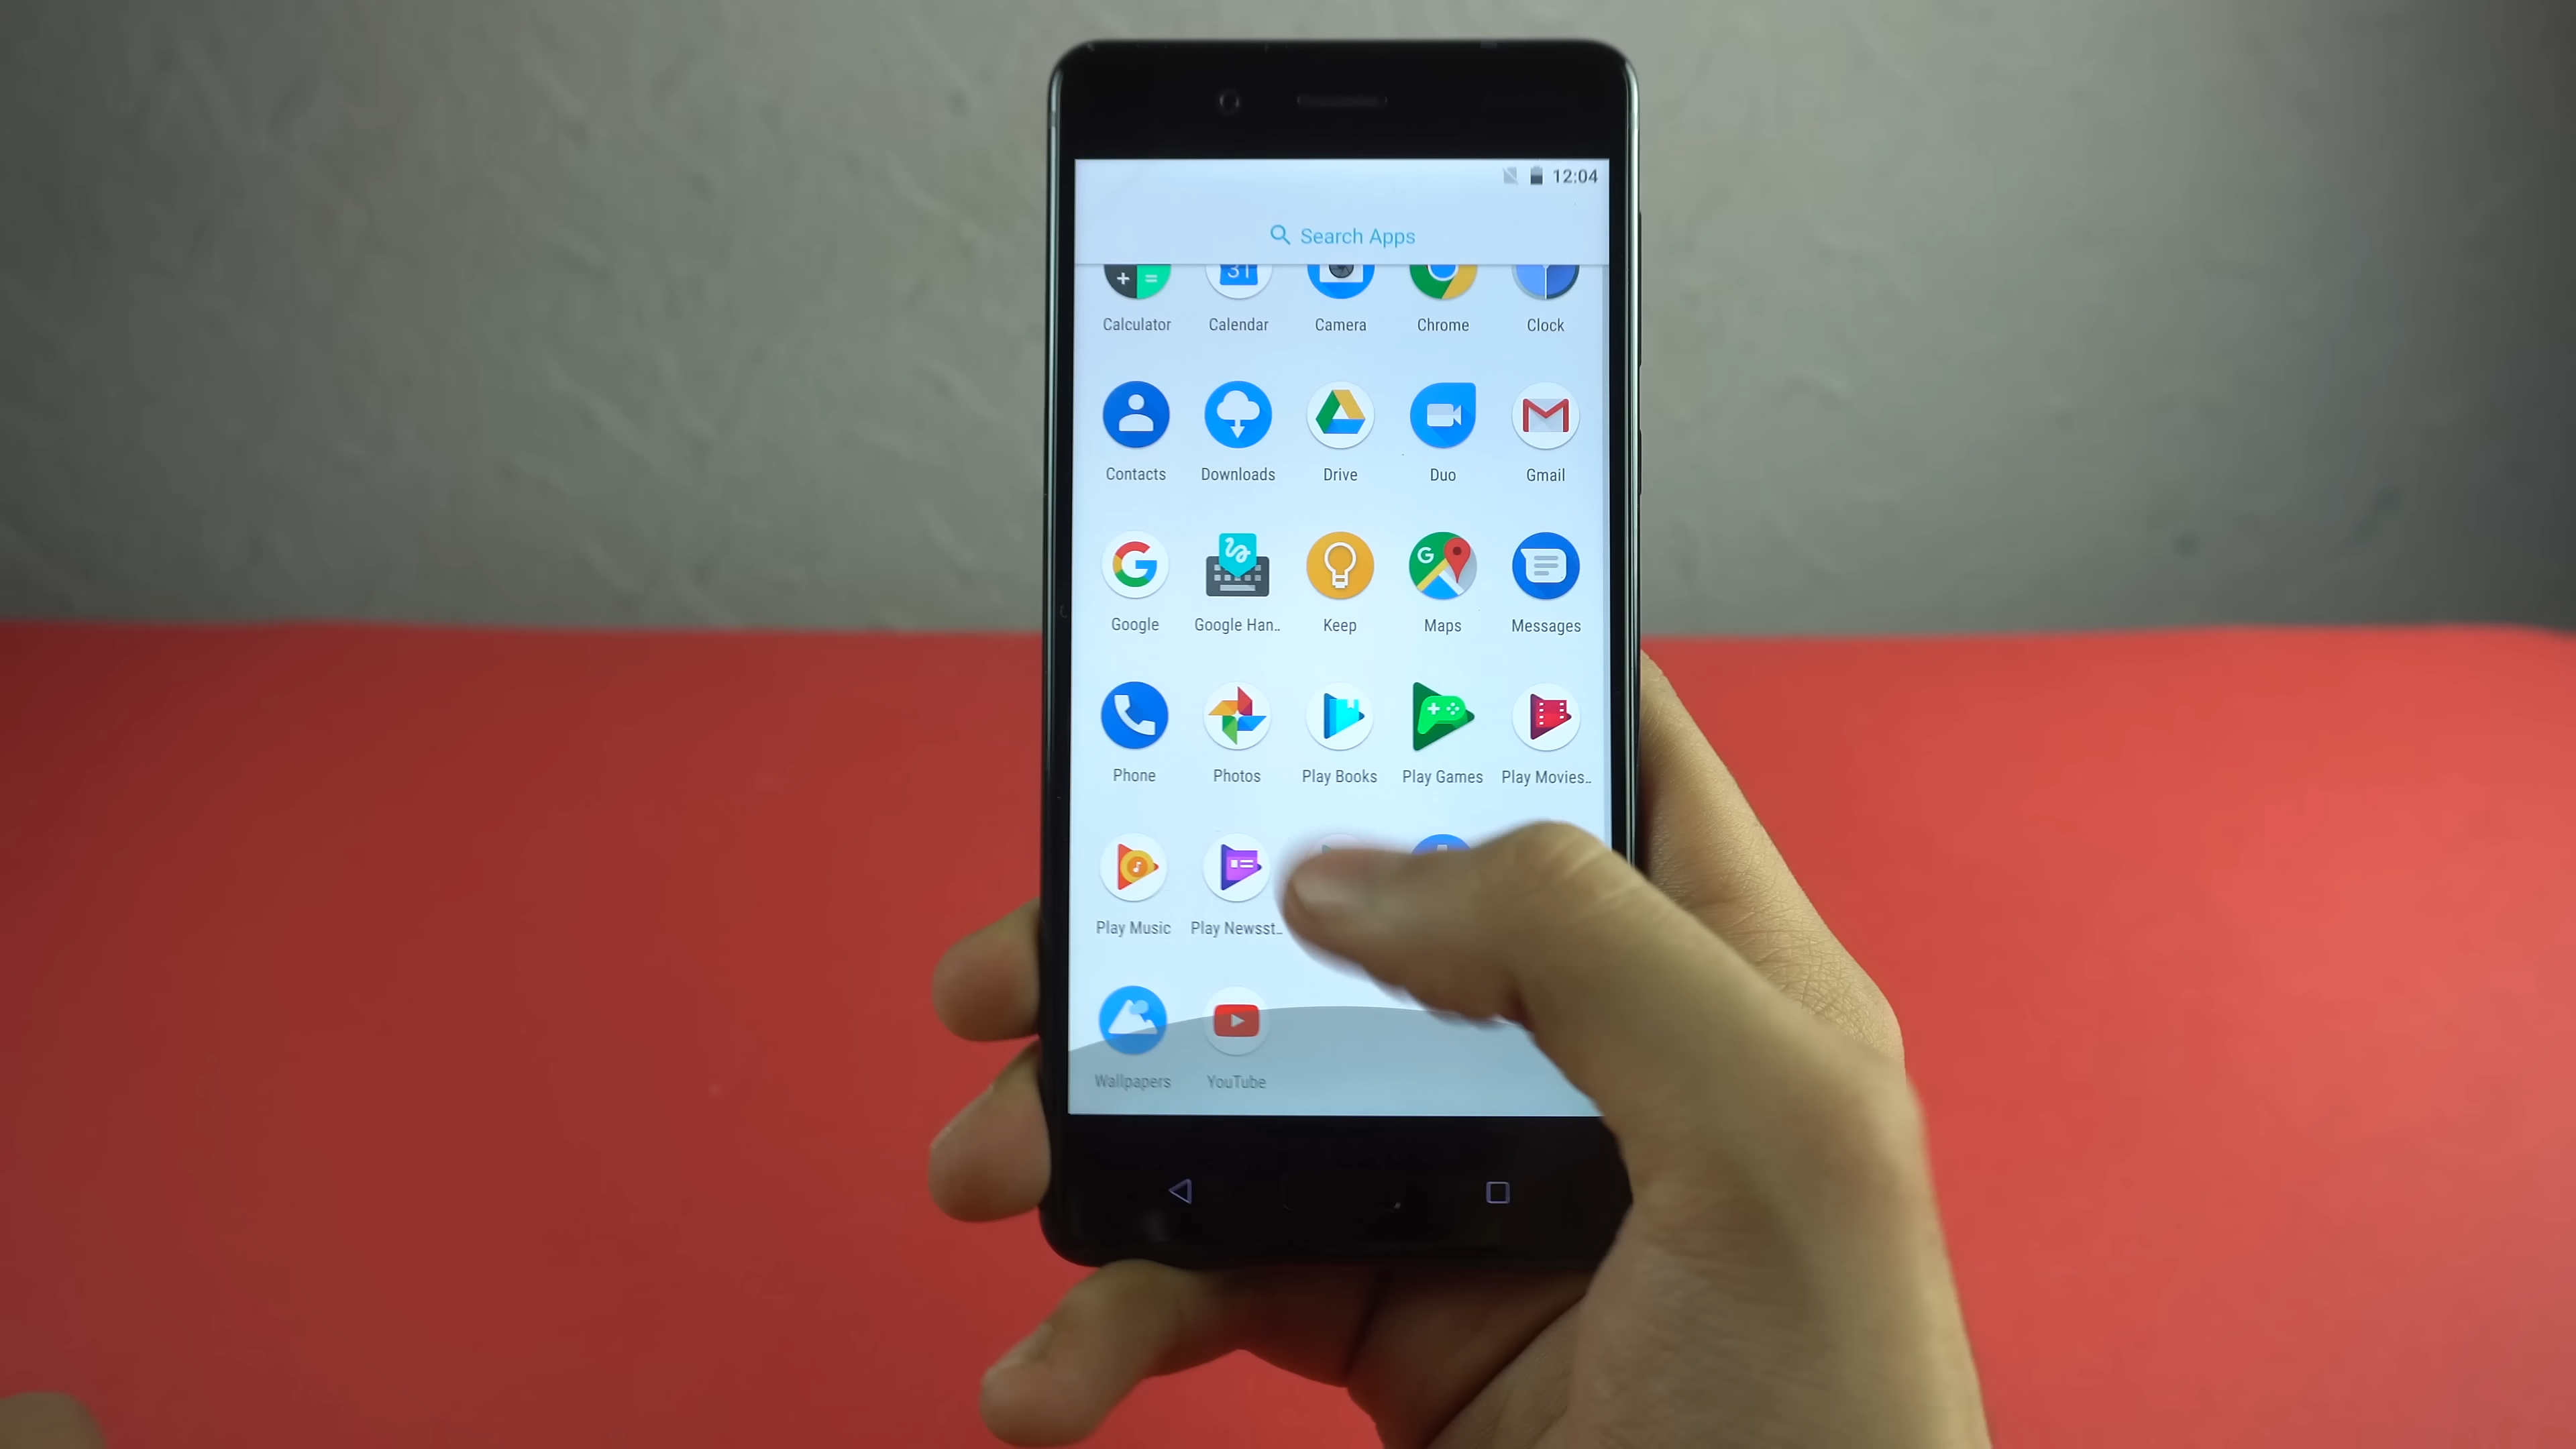 12:04
Search Apps
31
Calculator Calendar Camera Chrome Clock
Contacts Downloads Drive Duo Gmail
G
Google Google Han.. Keep Maps Messages
Phone Photos Play Books Play Games Play Movies..
Play Music Play Newsst..
Wallpapers YouTube